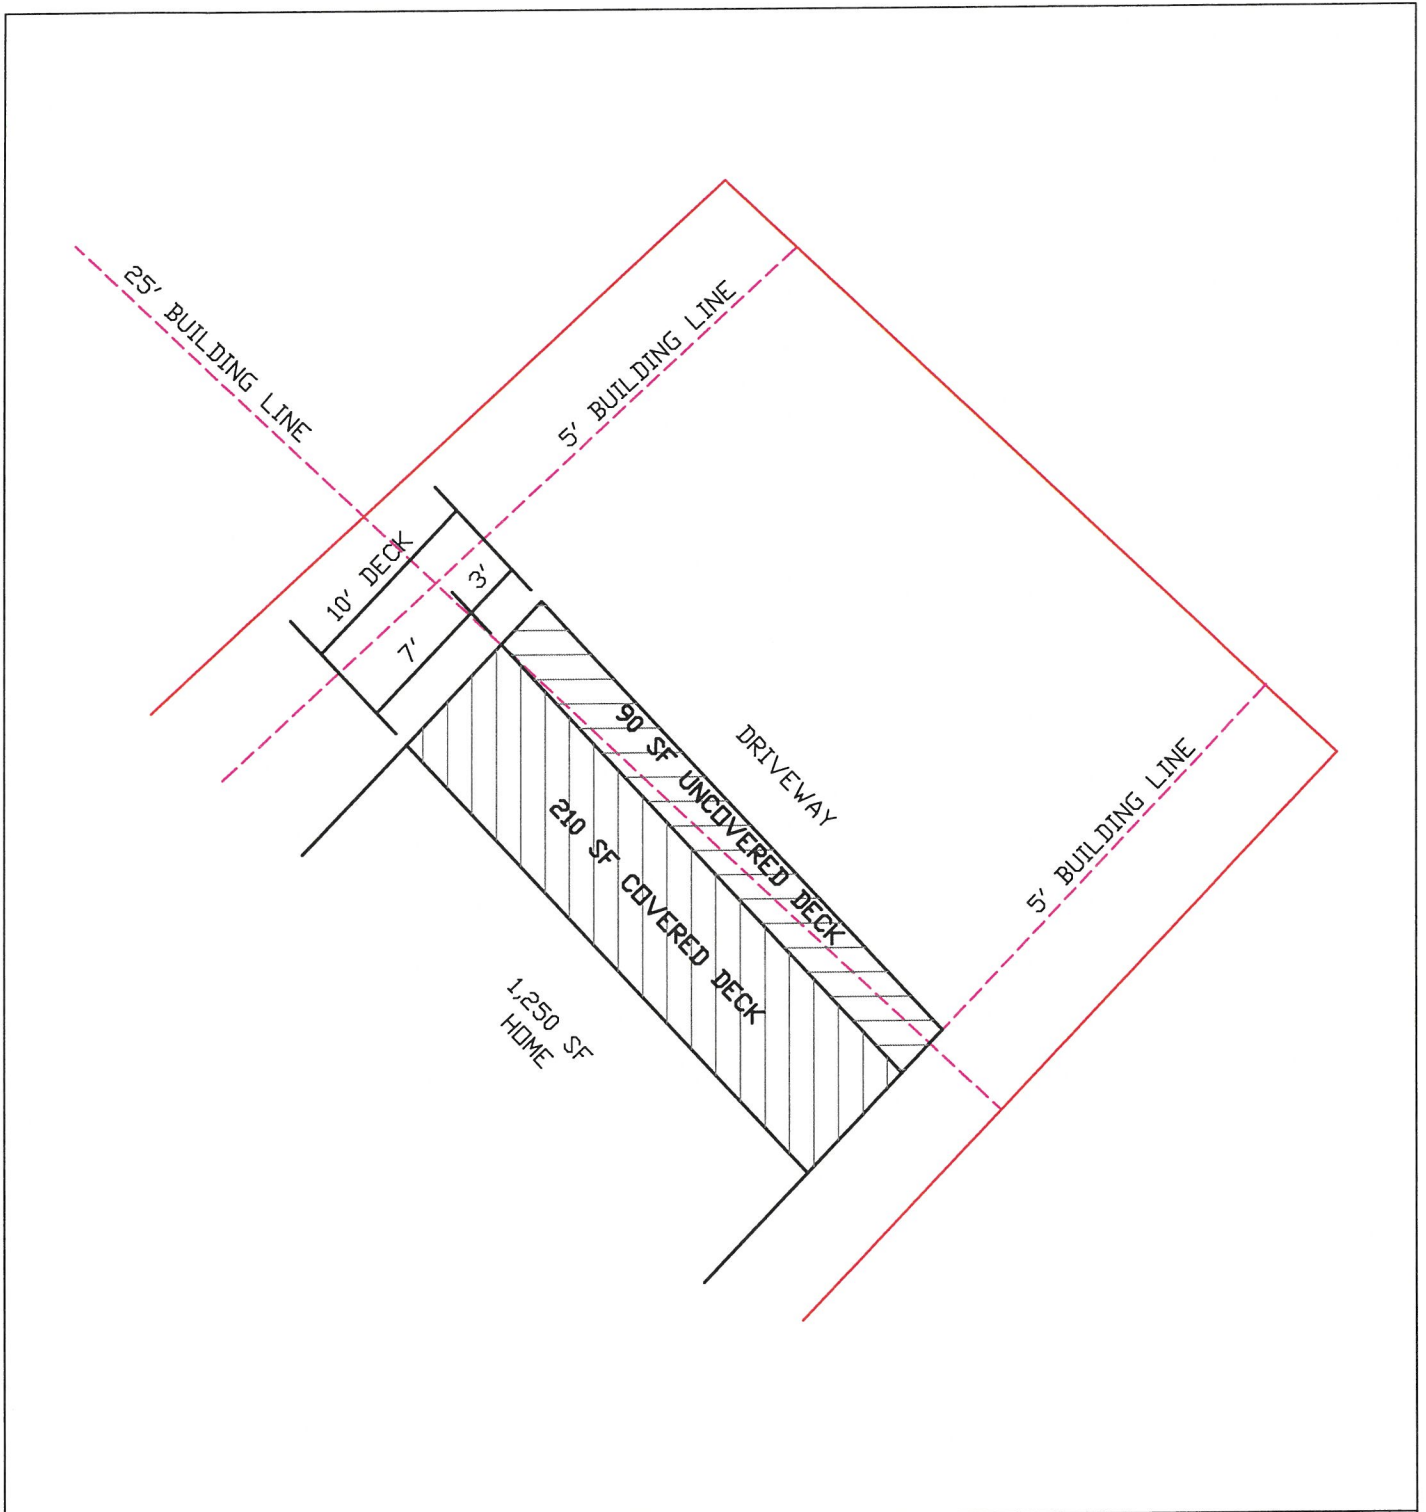 25' BUILDING LINE
5' BUILDING LINE
10' DECK
3'
7'
90 SF UNCOVERED DECK
DRIVEWAY
210 SF COVERED DECK
5' BUILDING LINE
1,250 SF
HOME